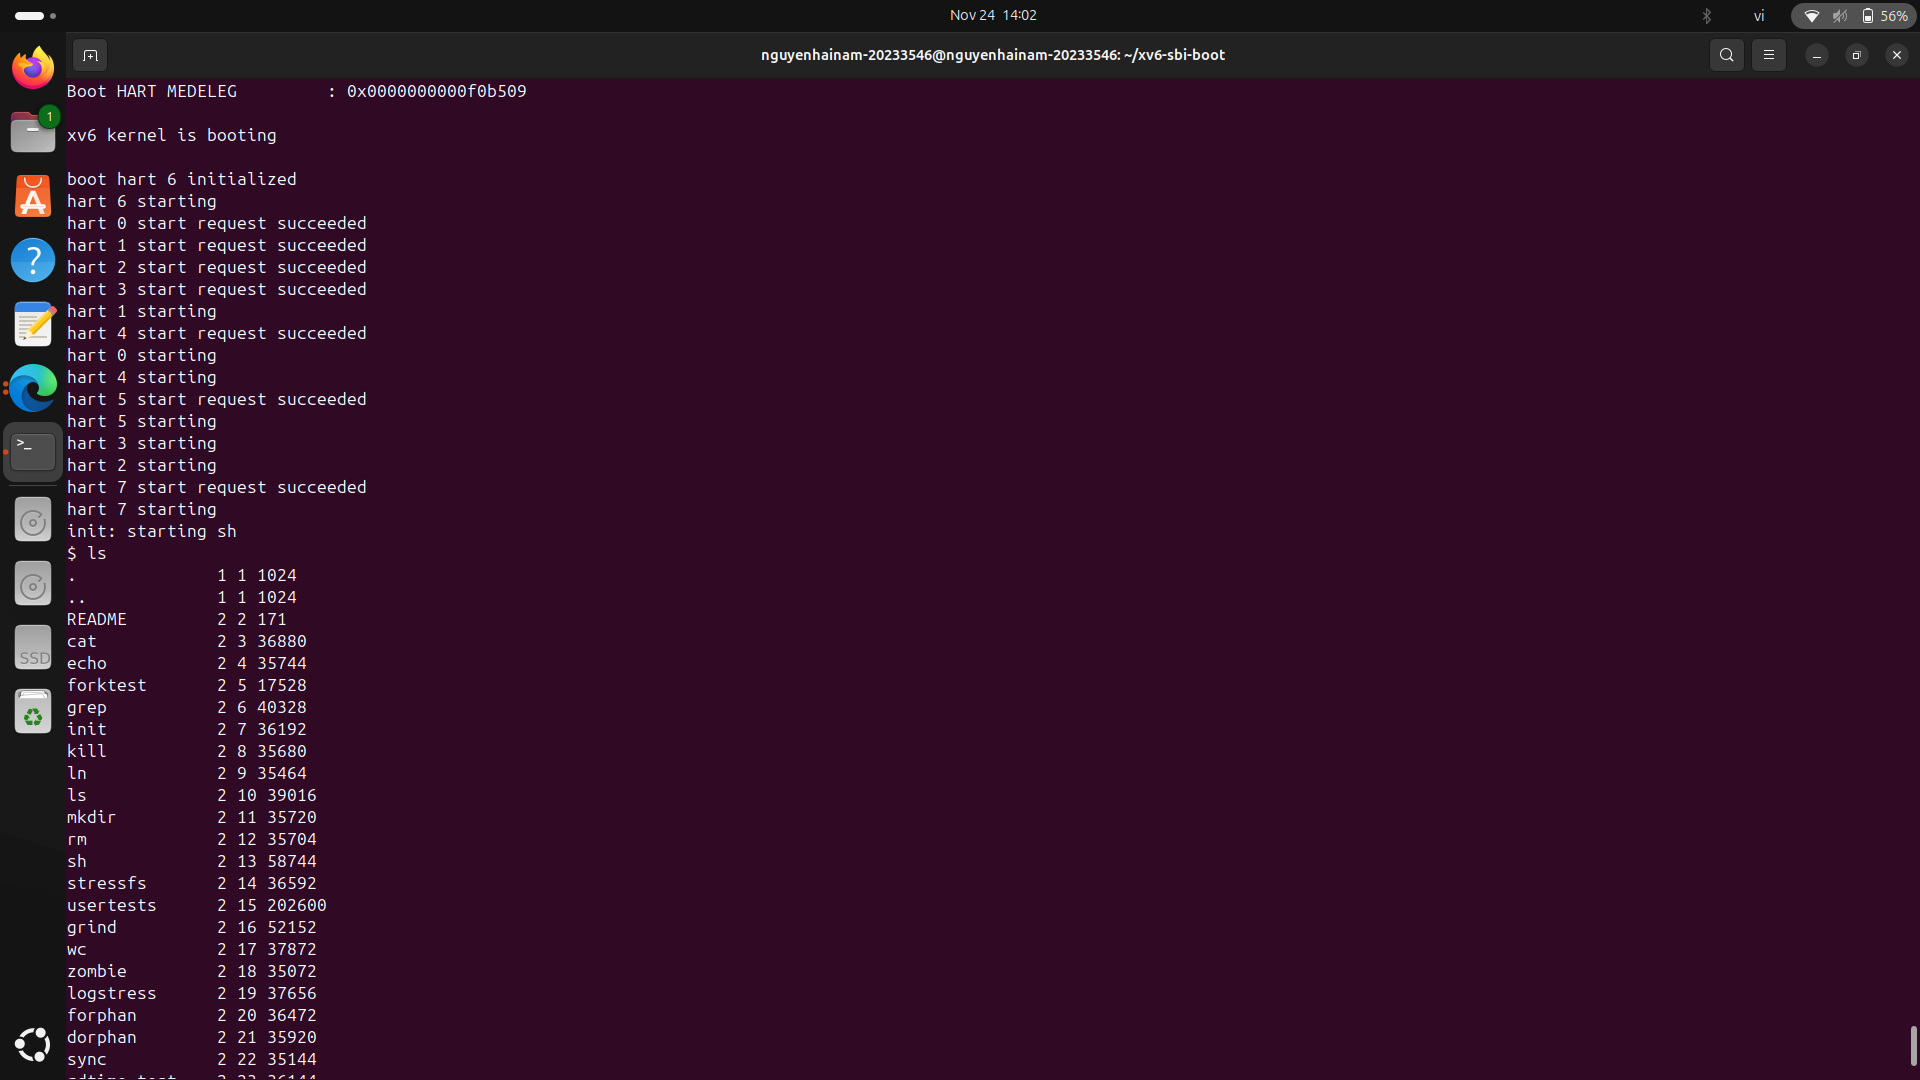 Nov 24 14:02
vi
56%
nguyenhainam-20233546@nguyenhainam-20233546: ~/xv6-sbi-boot
1
Boot HART MEDELEG : 0x0000000000f0b509
xv6 kernel is booting
boot hart 6 initialized
hart 6 starting
hart 0 start request succeeded
hart 1 start request succeeded
hart 2 start request succeeded
hart 3 start request succeeded
hart 1 starting
hart 4 start request succeeded
hart 0 starting
hart 4 starting
hart 5 start request succeeded
hart 5 starting
hart 3 starting
hart 2 starting
hart 7 start request succeeded
hart 7 starting
init: starting sh
$ ls
. 1 1 1024
.. 1 1 1024
README 2 2 171
cat 2 3 36880
echo 2 4 35744
forktest 2 5 17528
grep 2 6 40328
init 2 7 36192
kill 2 8 35680
ln 2 9 35464
ls 2 10 39016
mkdir 2 11 35720
rm 2 12 35704
sh 2 13 58744
stressfs 2 14 36592
usertests 2 15 202600
grind 2 16 52152
wc 2 17 37872
zombie 2 18 35072
logstress 2 19 37656
forphan 2 20 36472
dorphan 2 21 35920
sync 2 22 35144
SSD